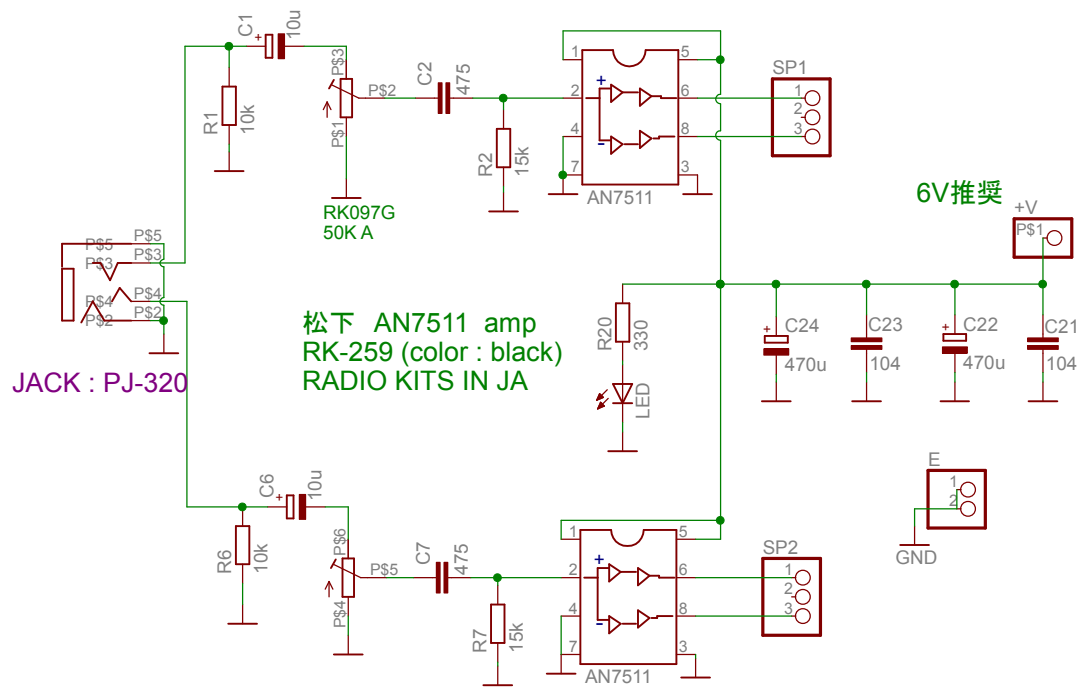 C1
10u
R1
10k
P$3
P$1
P$2
RK097G
50K A
C2
475
R2
15k
1
2
4
7
5
6
8
3
+
-
AN7511
SP1
1
2
3
6V推奨
+V
P$1
P$5
P$5
P$3
P$3
P$4
P$4
P$2
P$2
JACK : PJ-320
松下 AN7511 amp
RK-259 (color : black)
RADIO KITS IN JA
R20
330
LED
+
C24
470u
C23
104
+
C22
470u
C21
104
E
1
2
GND
C6
+
10u
R6
10k
P$6
P$4
P$5
C7
475
R7
15k
1
2
4
7
5
6
8
3
+
-
AN7511
SP2
1
2
3
+